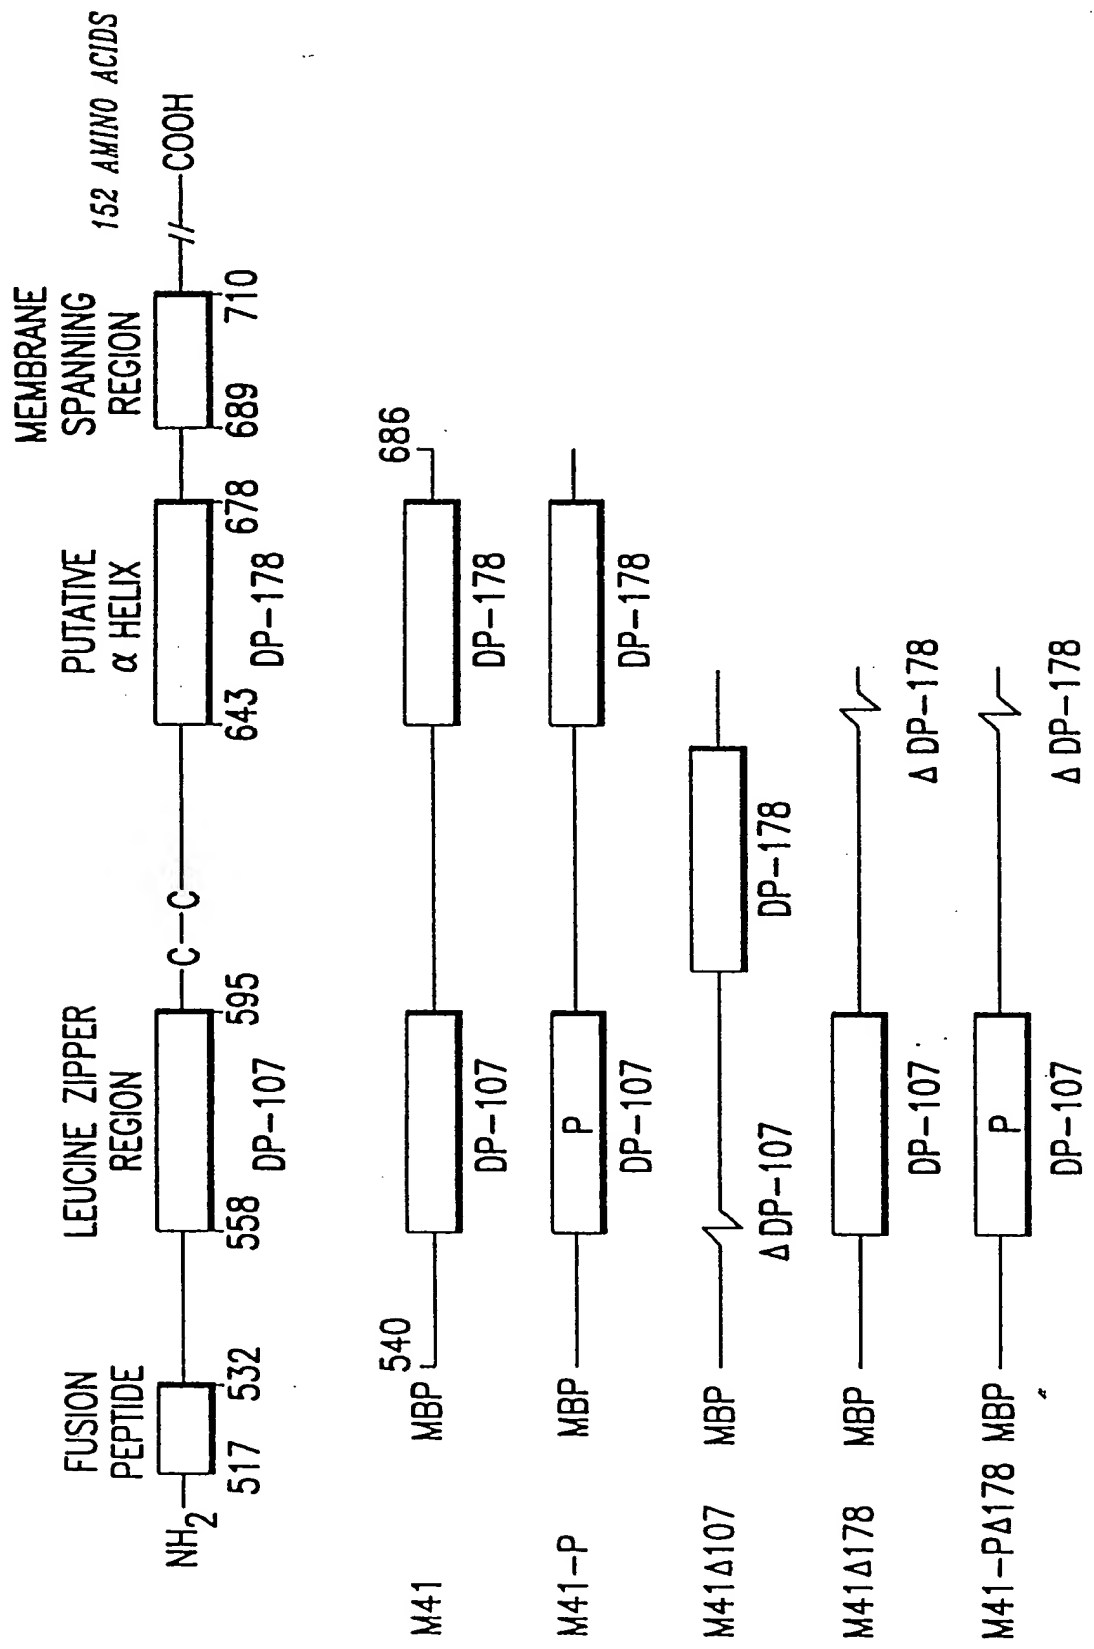 152 AMINO ACIDS
FUSION
PEPTIDE
LEUCINE ZIPPER
REGION
PUTATIVE
α HELIX
MEMBRANE
SPANNING
REGION
NH2
C
C
COOH
517
532
558
595
643
678
689
710
DP-107
DP-178
M41
MBP
540
686
DP-107
DP-178
M41-P
MBP
P
DP-107
DP-178
M41Δ107
MBP
Δ DP-107
DP-178
M41Δ178
MBP
DP-107
Δ DP-178
M41-PΔ178
MBP
P
DP-107
Δ DP-178